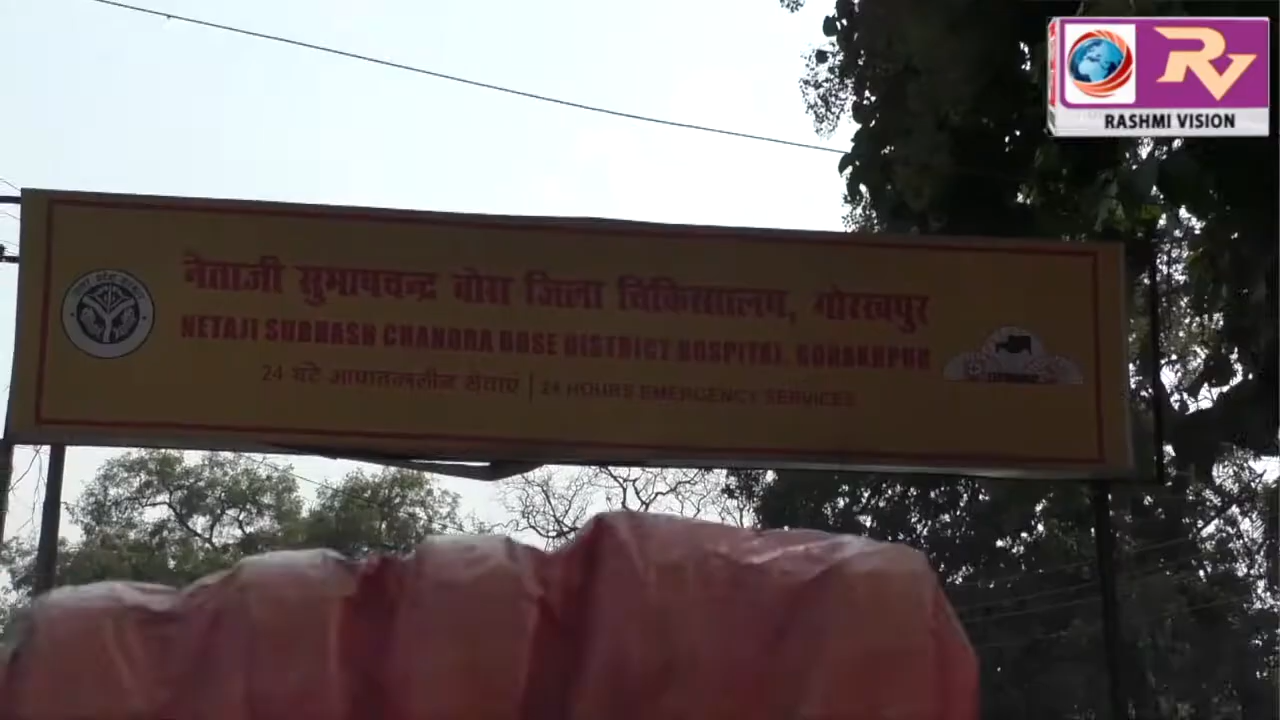 RV
RASHMI VISION
नेताजी सुभाषचन्द्र बोस जिला चिकित्सालय, गोरखपुर
NETAJI SUBHASH CHANDRA BOSE DISTRICT HOSPITAL, GORAKHPUR
24 घंटे आपातकालीन सेवाएं | 24 HOURS EMERGENCY SERVICES